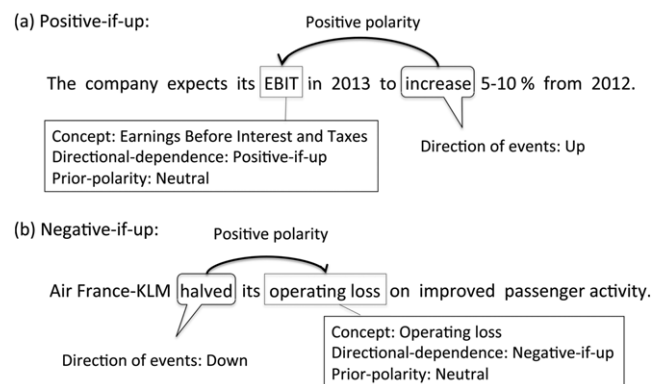 (a) Positive-if-up:
Positive polarity
The company expects its EBIT in 2013 to increase 5-10 % from 2012.
Concept: Earnings Before Interest and Taxes
Directional-dependence: Positive-if-up
Prior-polarity: Neutral
Direction of events: Up
(b) Negative-if-up:
Positive polarity
Air France-KLM halved its operating loss on improved passenger activity.
Direction of events: Down
Concept: Operating loss
Directional-dependence: Negative-if-up
Prior-polarity: Neutral